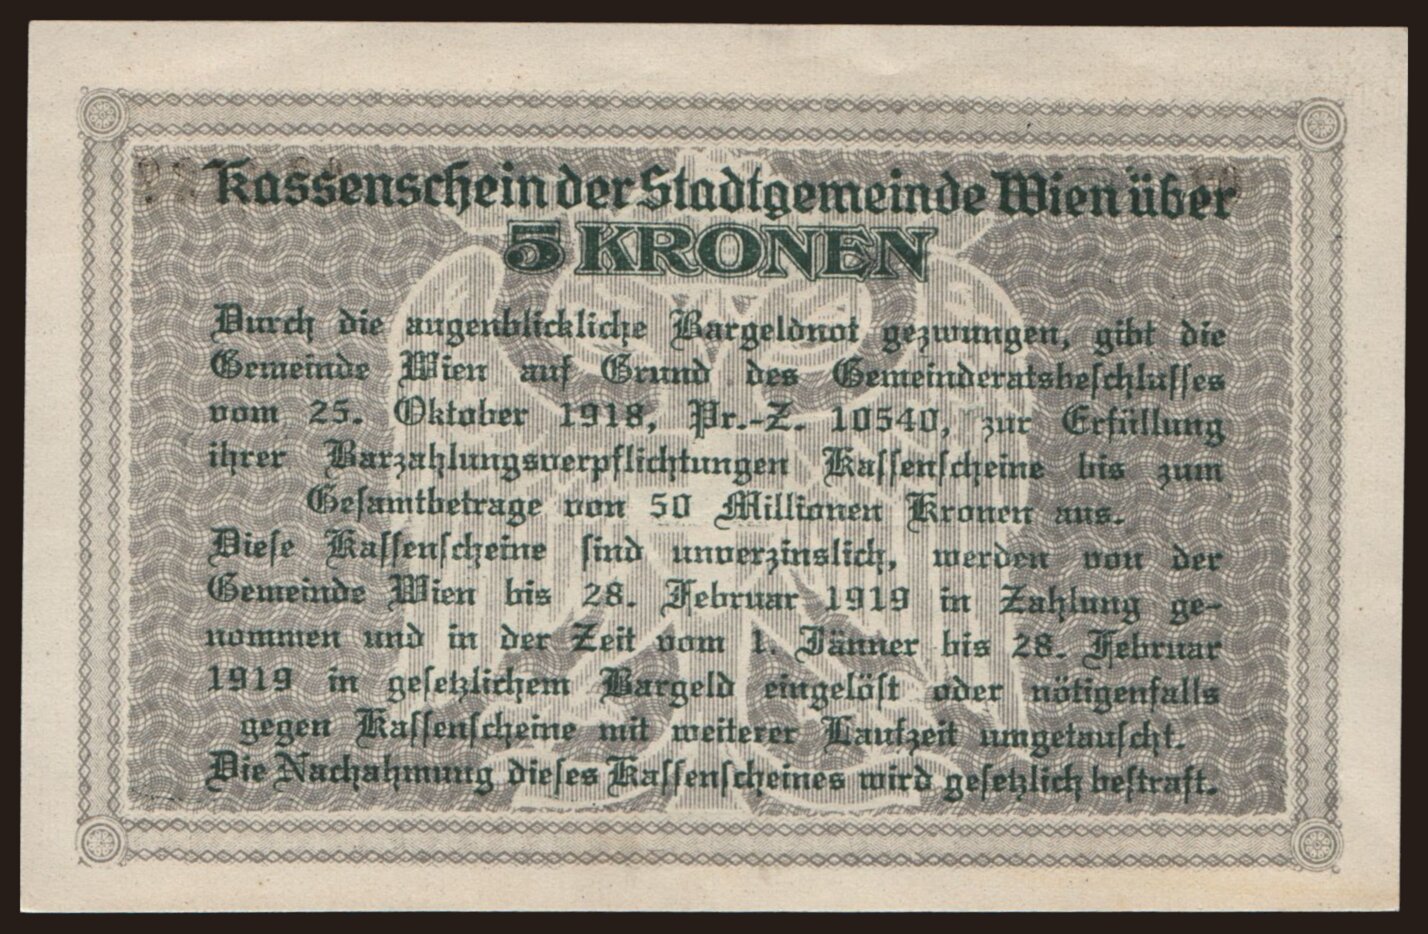 Kassenschein der Stadtgemeinde Wien über
5 KRONEN
Durch die augenblickliche Bargeldnot gezwungen, gibt die
Gemeinde Wien auf Grund des Gemeinderatsbeschlusses
vom 25. Oktober 1918, Pr.-Z. 10540, zur Erfüllung
ihrer Barzahlungsverpflichtungen Kassenscheine bis zum
Gesamtbetrage von 50 Millionen Kronen aus.
Diese Kassenscheine sind unverzinslich, werden von der
Gemeinde Wien bis 28. Februar 1919 in Zahlung ge-
nommen und in der Zeit vom 1. Jänner bis 28. Februar
1919 in gesetzlichem Bargeld eingelöst oder nötigenfalls
gegen Kassenscheine mit weiterer Laufzeit umgetauscht.
Die Nachahmung dieses Kassenscheines wird gesetzlich bestraft.